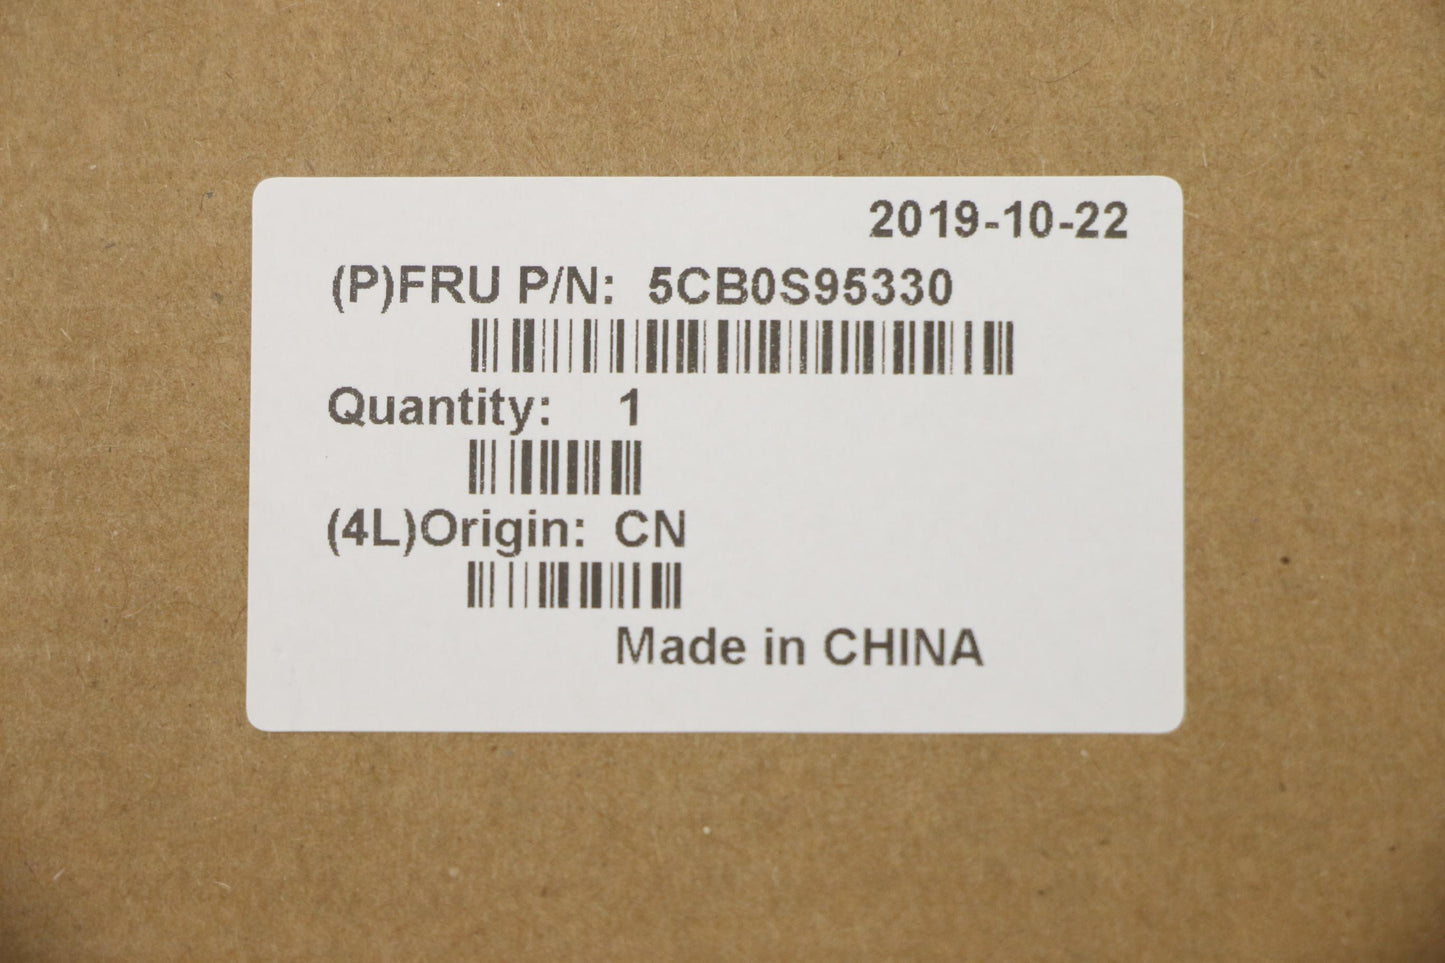 2019-10-22
(P)FRU P/N: 5CB0S95330
Quantity: 1
(4L)Origin: CN
Made in CHINA